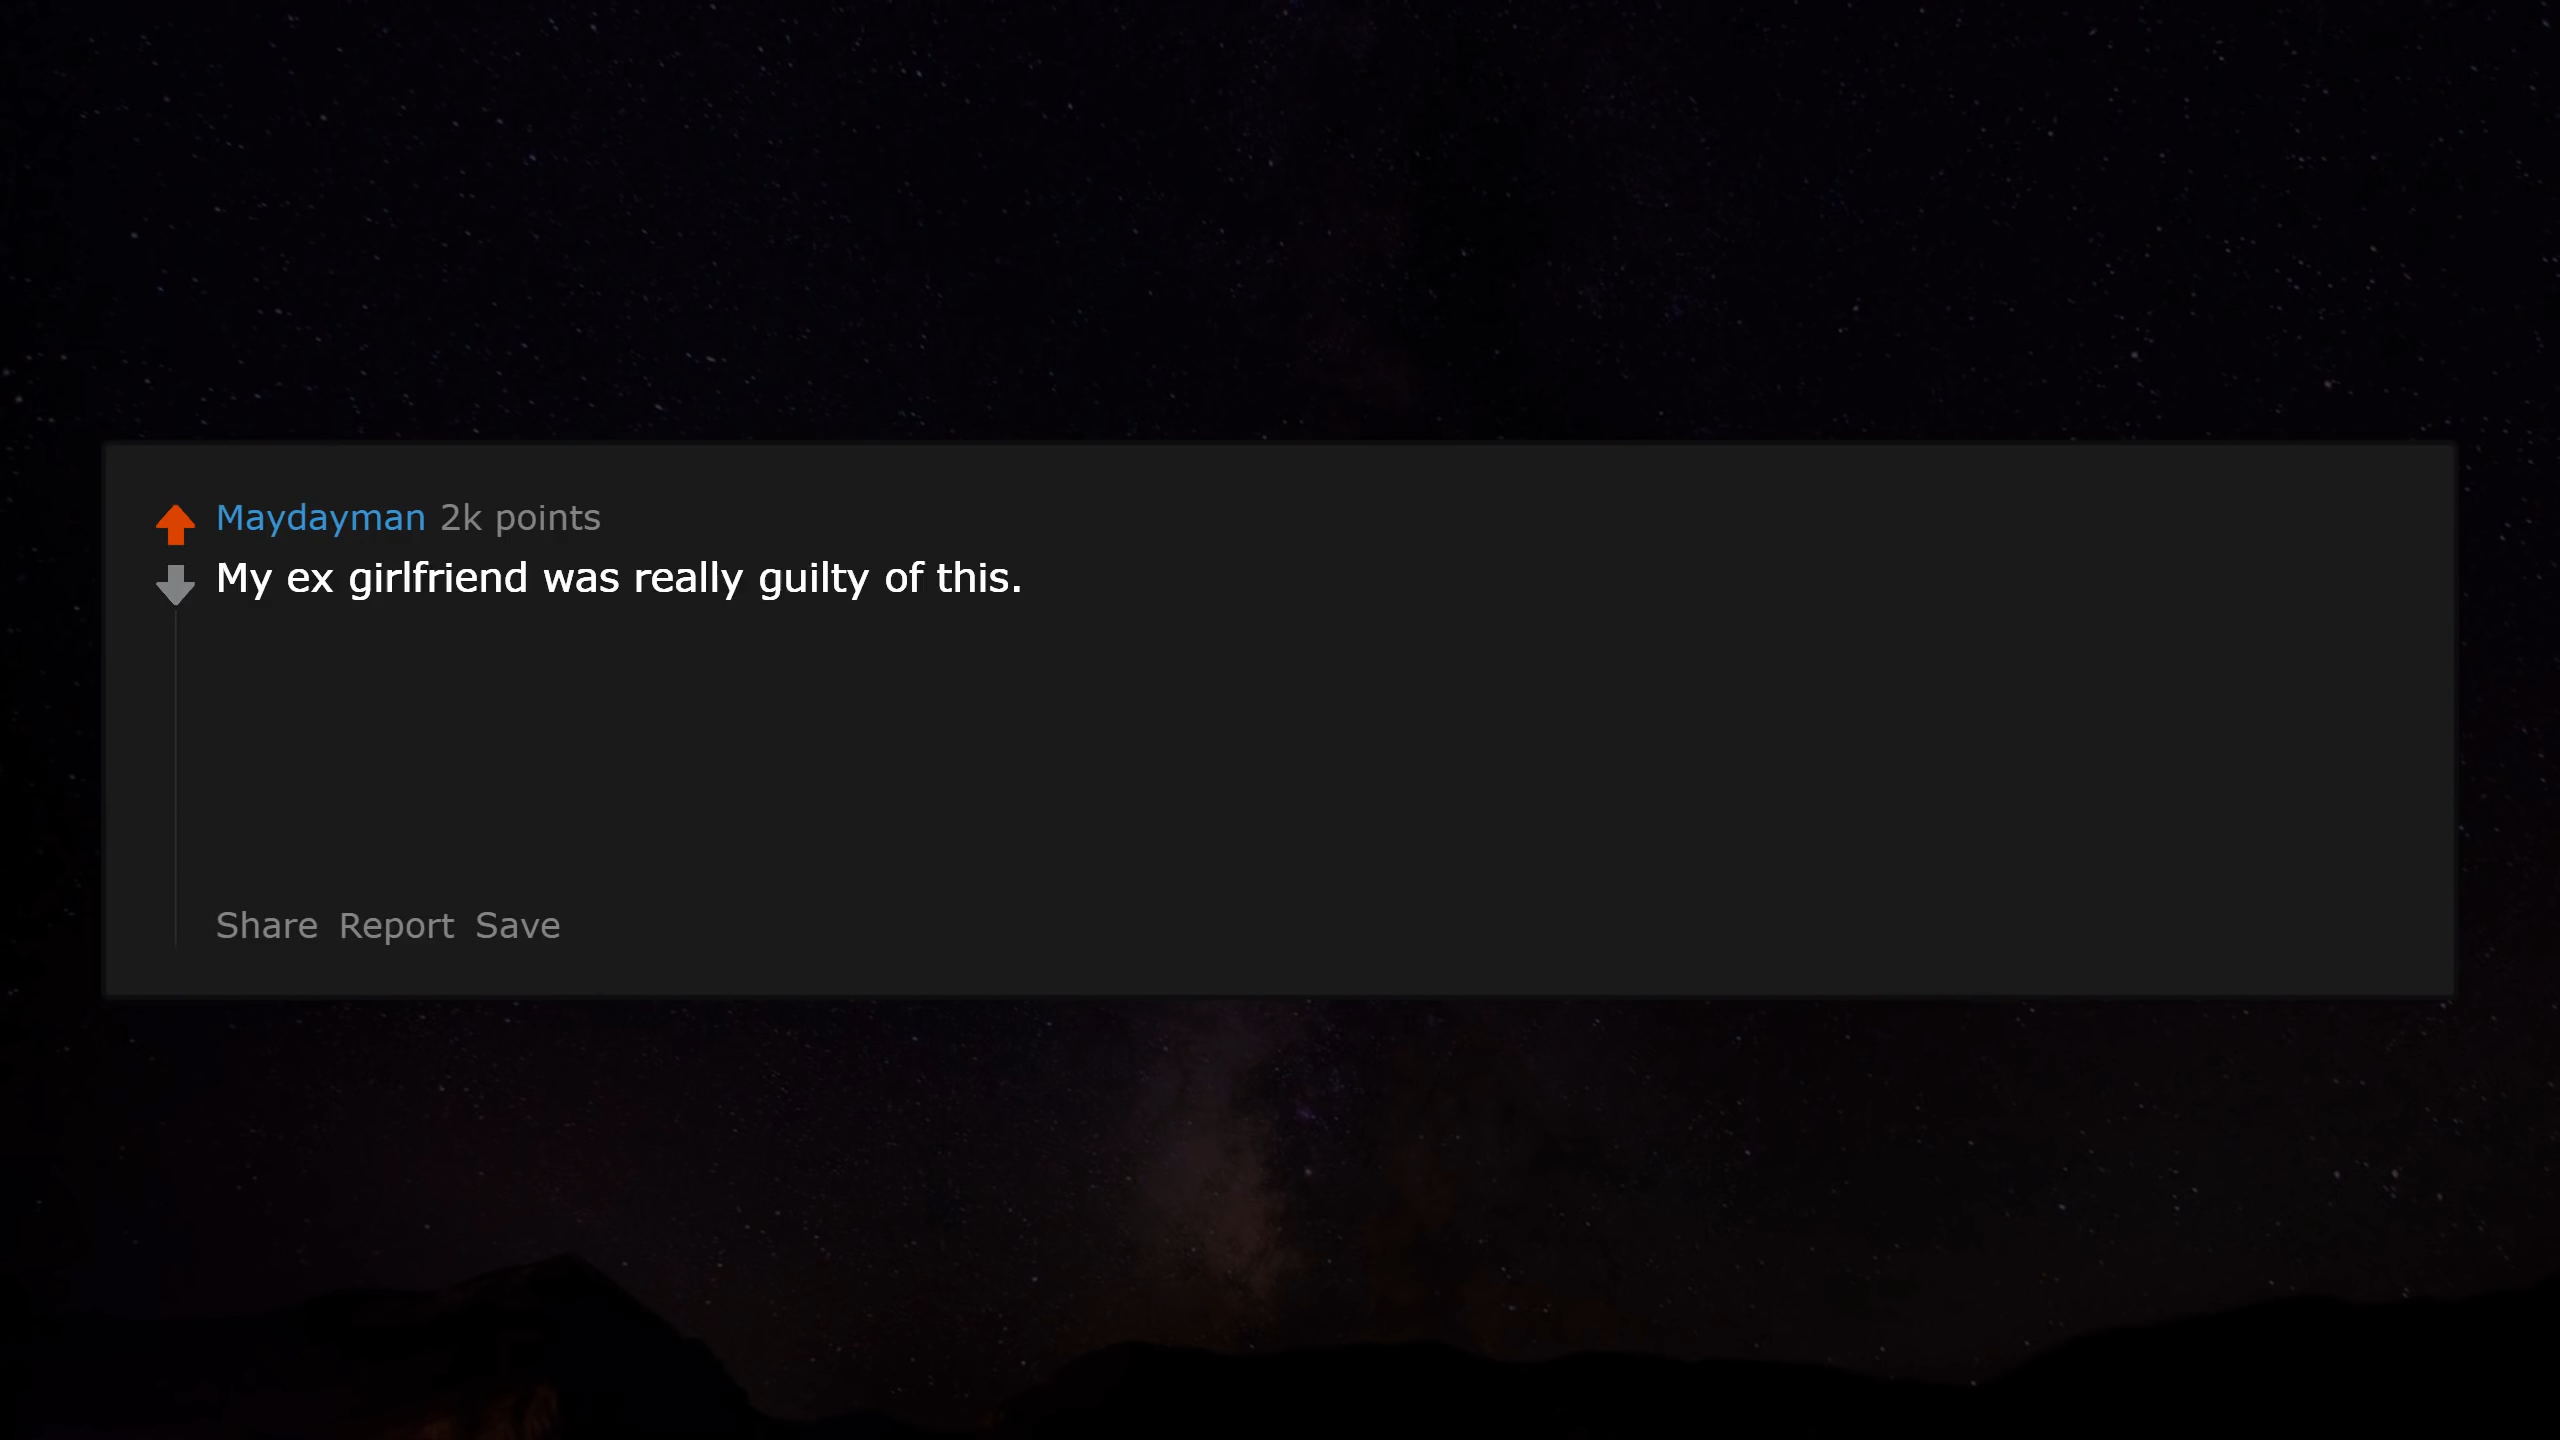 Maydayman 2k points
My ex girlfriend was really guilty of this.
Share Report Save